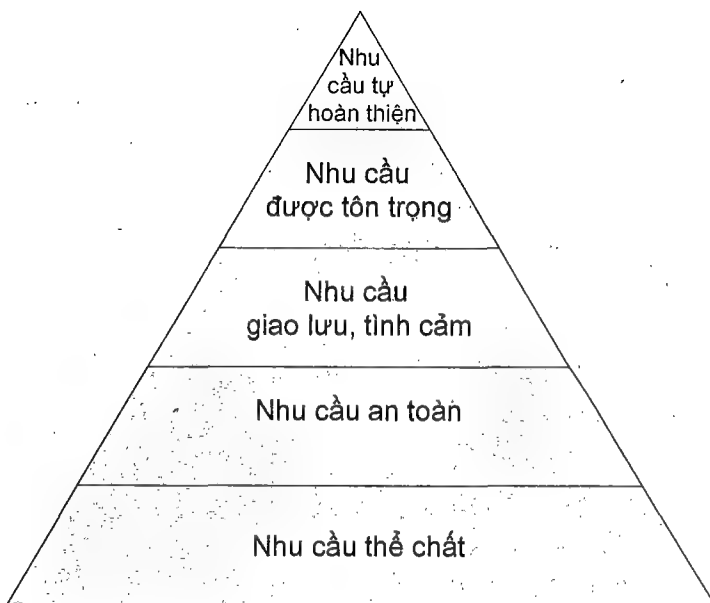 Nhu
cầu tự
hoàn thiện
Nhu cầu
được tôn trọng
Nhu cầu
giao lưu, tình cảm
Nhu cầu an toàn
Nhu cầu thể chất